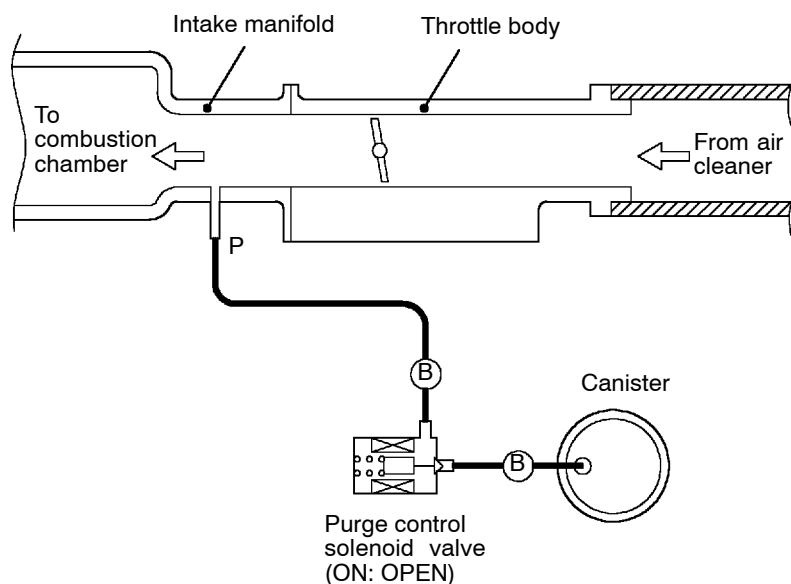 Intake manifold
Throttle body
To
combustion
chamber
From air
cleaner
P
B
Canister
B
Purge control
solenoid valve
(ON: OPEN)